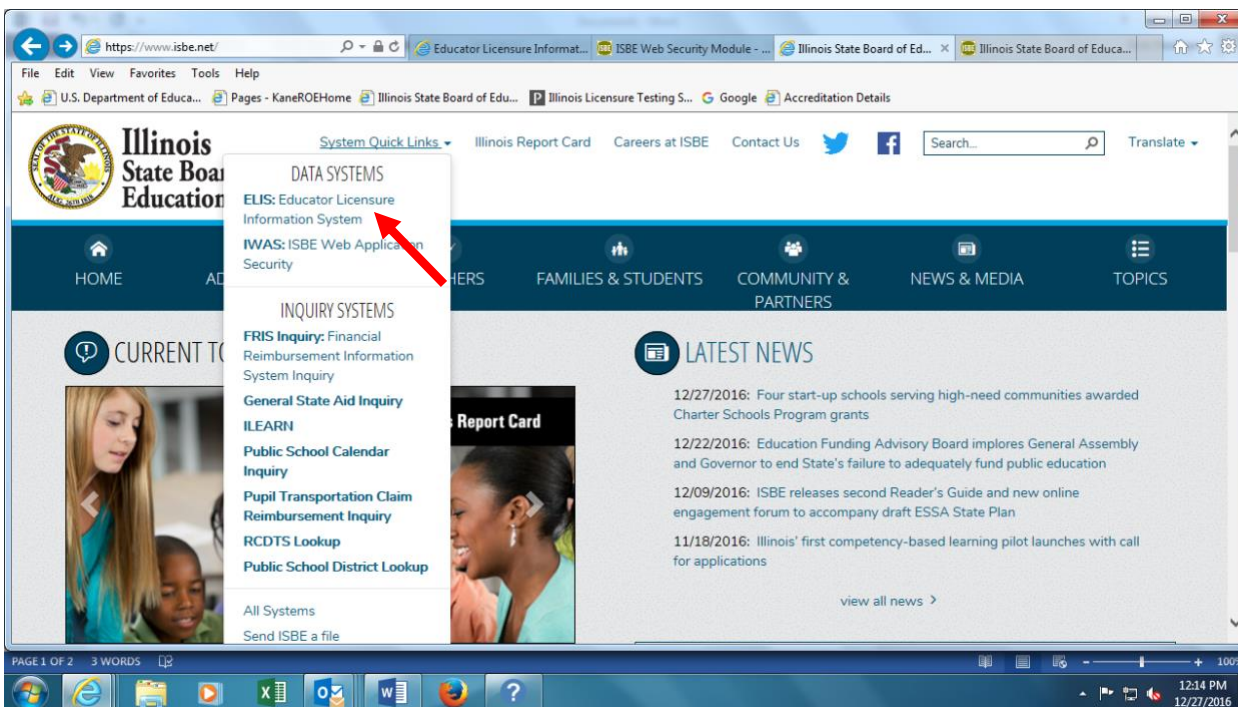 https://www.isbe.net/
Educator Licensure Informat...
ISBE Web Security Module - ...
Illinois State Board of Ed...
Illinois State Board of Educa...
File Edit View Favorites Tools Help
U.S. Department of Educa...
Pages - KaneROEHome
Illinois State Board of Edu...
Illinois Licensure Testing S...
Google
Accreditation Details
Illinois
State Boar
Education
System Quick Links
Illinois Report Card
Careers at ISBE
Contact Us
Search...
Translate
DATA SYSTEMS
ELIS: Educator Licensure
Information System
IWAS: ISBE Web Application
Security
INQUIRY SYSTEMS
FRIS Inquiry: Financial
Reimbursement Information
System Inquiry
General State Aid Inquiry
ILEARN
Public School Calendar
Inquiry
Pupil Transportation Claim
Reimbursement Inquiry
RCDTS Lookup
Public School District Lookup
All Systems
Send ISBE a file
HOME
AD
HERS
FAMILIES & STUDENTS
COMMUNITY &
PARTNERS
NEWS & MEDIA
TOPICS
CURRENT TO
Report Card
LATEST NEWS
12/27/2016: Four start-up schools serving high-need communities awarded
Charter Schools Program grants
12/22/2016: Education Funding Advisory Board implores General Assembly
and Governor to end State's failure to adequately fund public education
12/09/2016: ISBE releases second Reader's Guide and new online
engagement forum to accompany draft ESSA State Plan
11/18/2016: Illinois' first competency-based learning pilot launches with call
for applications
view all news >
PAGE 1 OF 2 3 WORDS
100%
12:14 PM
12/27/2016